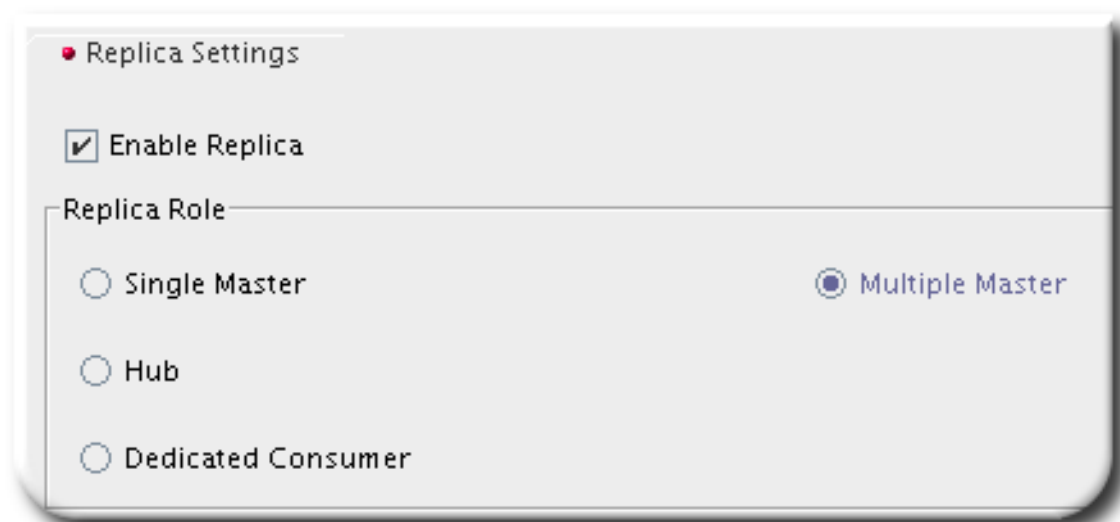 Replica Settings
Enable Replica
Replica Role
Single Master
Multiple Master
Hub
Dedicated Consumer